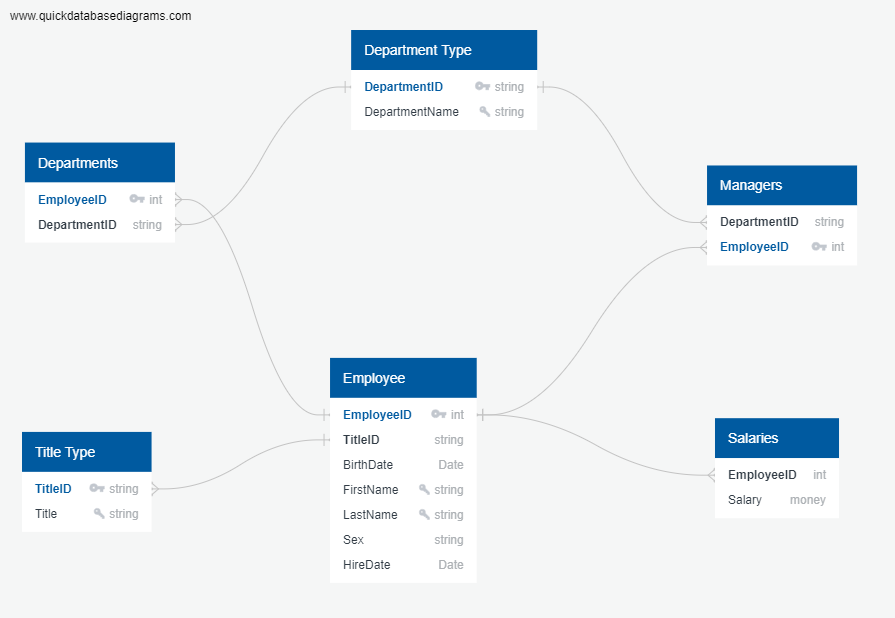 www.quickdatabasediagrams.com
Department Type
DepartmentID string
DepartmentName string
Departments
EmployeeID int
DepartmentID string
Managers
DepartmentID string
EmployeeID int
Employee
EmployeeID int
TitleID string
BirthDate Date
FirstName string
LastName string
Sex string
HireDate Date
Title Type
TitleID string
Title string
Salaries
EmployeeID int
Salary money